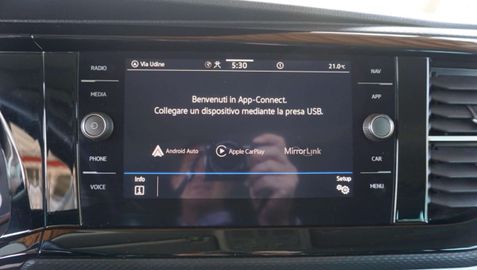 RADIO
MEDIA
PHONE
VOICE
Via Udine
5:30
21.0°C
Benvenuti in App-Connect.
Collegare un dispositivo mediante la presa USB.
Android Auto
Apple CarPlay
MirrorLink
Info
Setup
NAV
APP
CAR
MENU